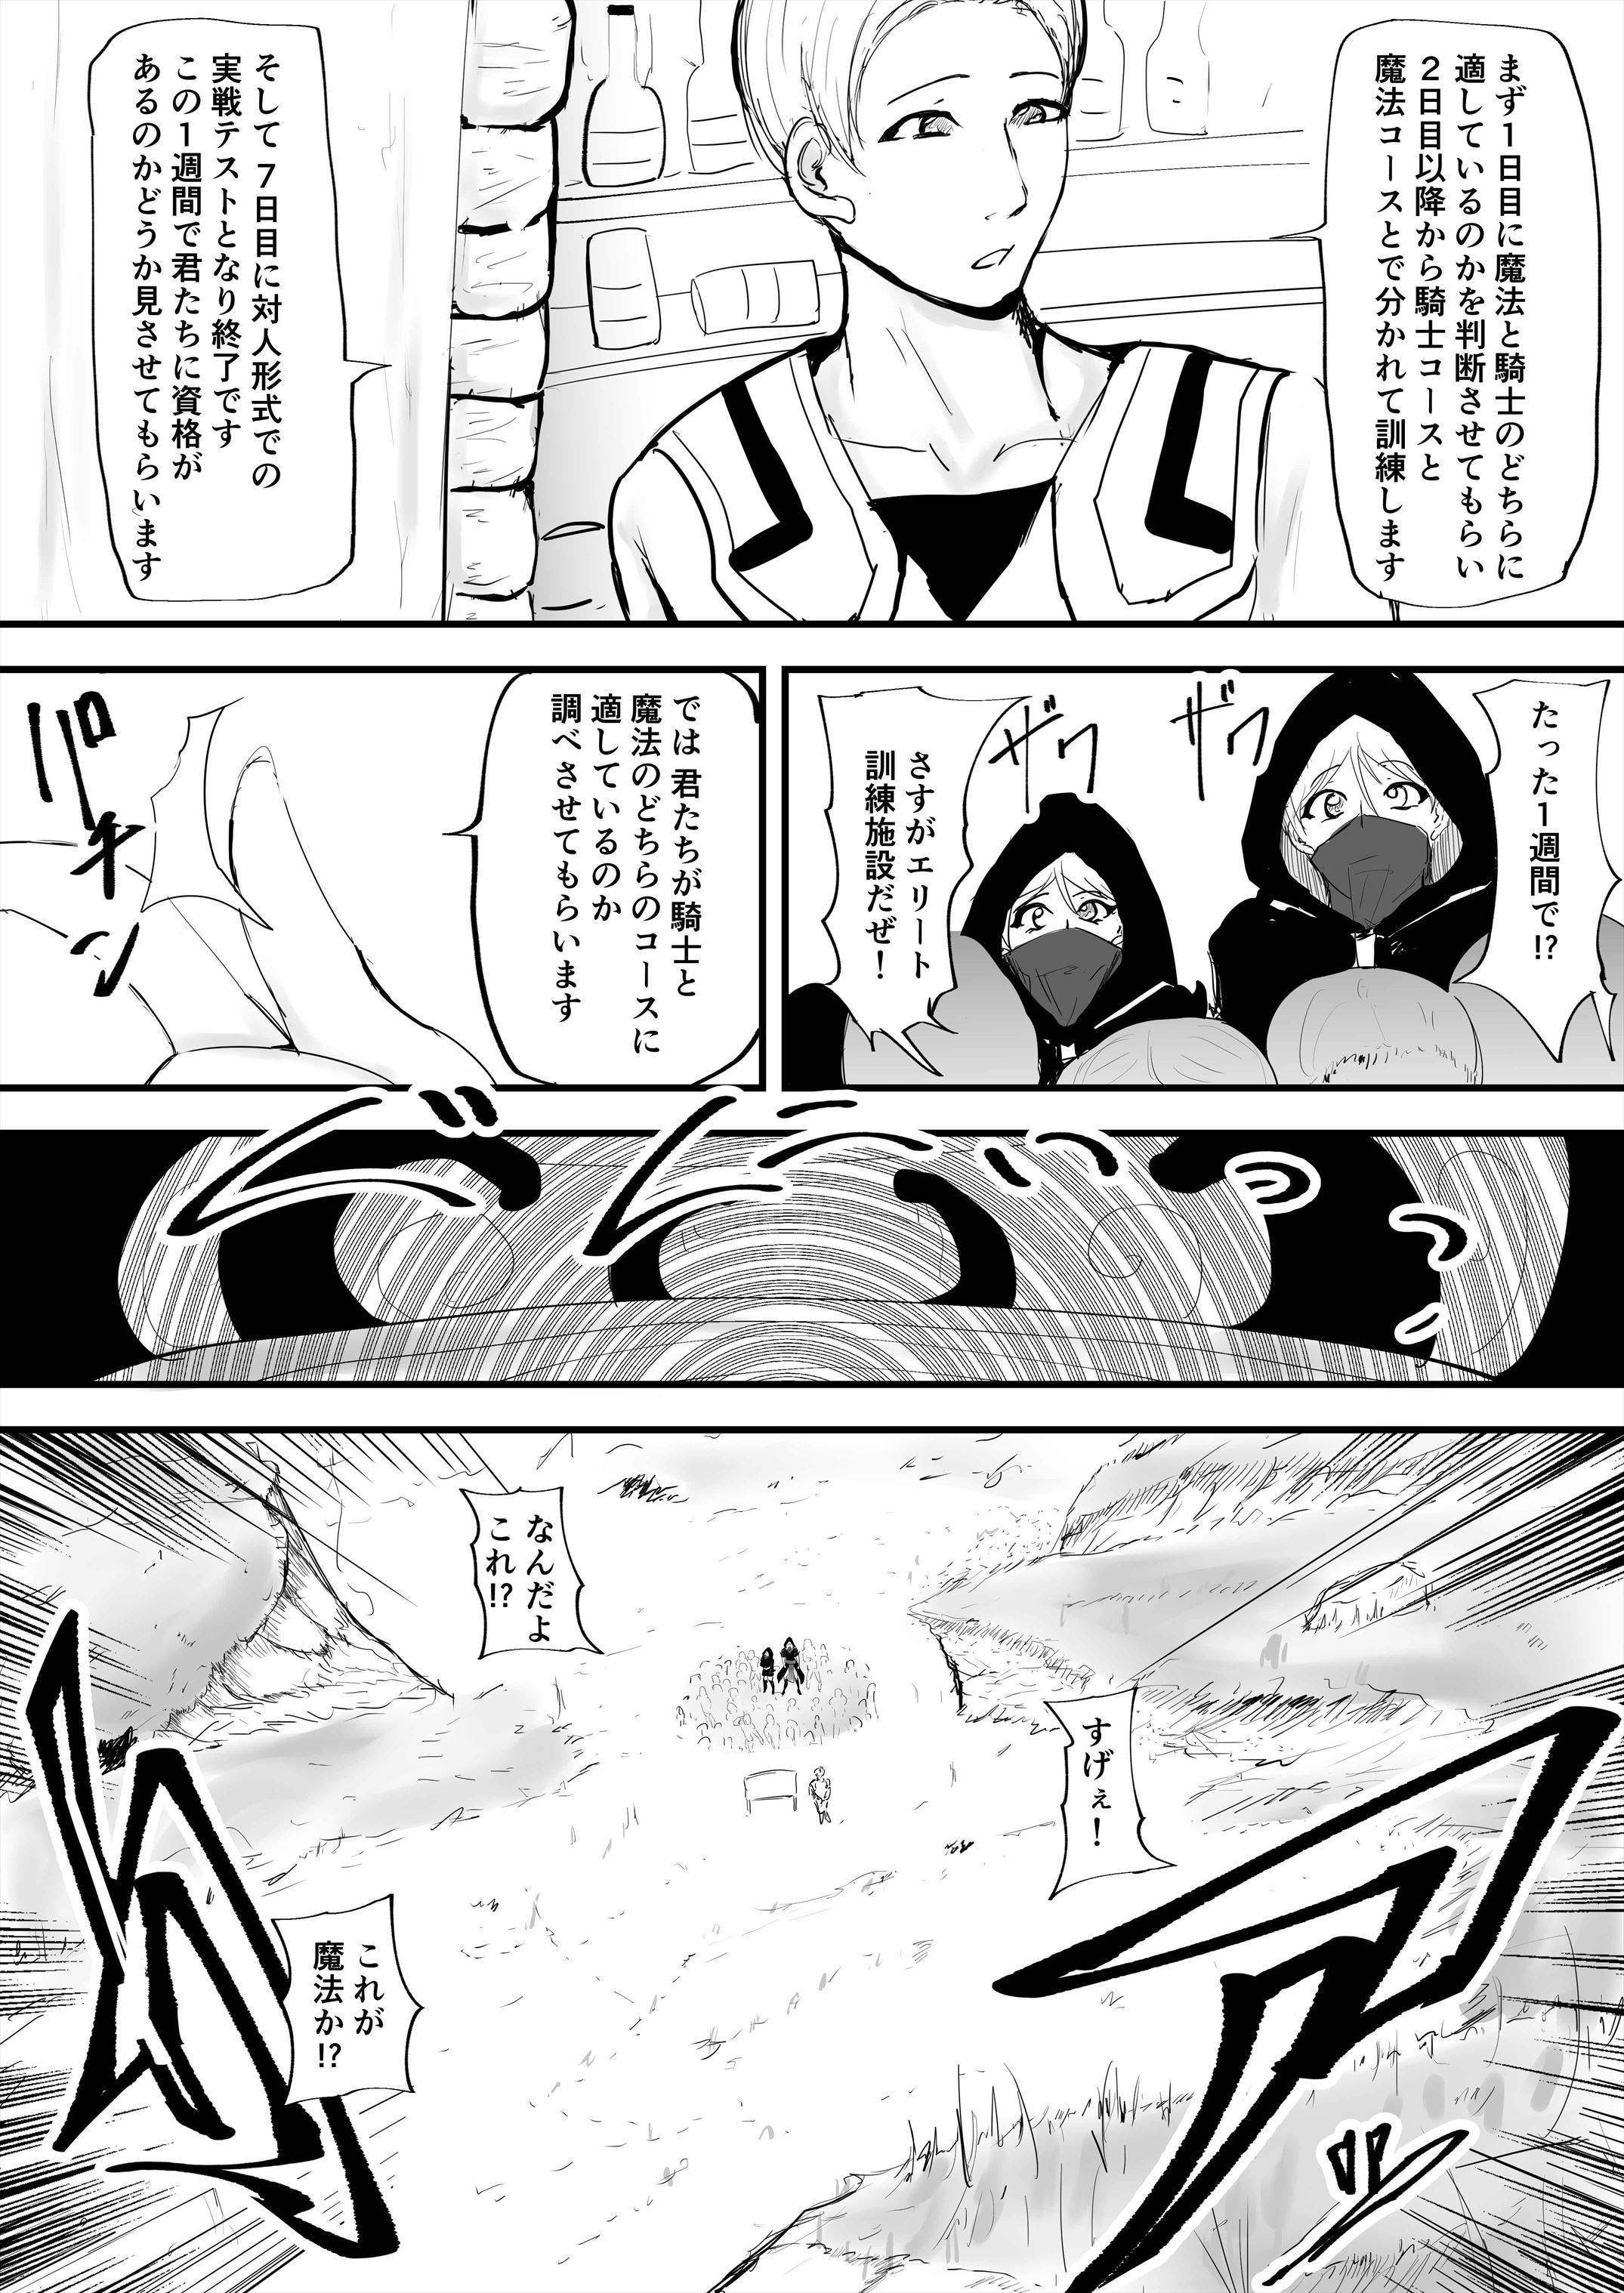 まず1日目に魔法と騎士のどちらに
適しているのかを判断させてもらい
2日目以降から騎士コースと
魔法コースとで分かれて訓練します
そして 7日目に対人形式での
実戦テストとなり終了です
この1週間で君たちに資格が
あるのかどうか見させてもらいます
たった1週間で!?
ザワ
ザワ
さすがエリート
訓練施設だぜ！
では 君たちが騎士と
魔法のどちらのコースに
適しているのか
調べさせてもらいます
パチン
なんだよ
これ!?
すげぇ！
これが
魔法か!?